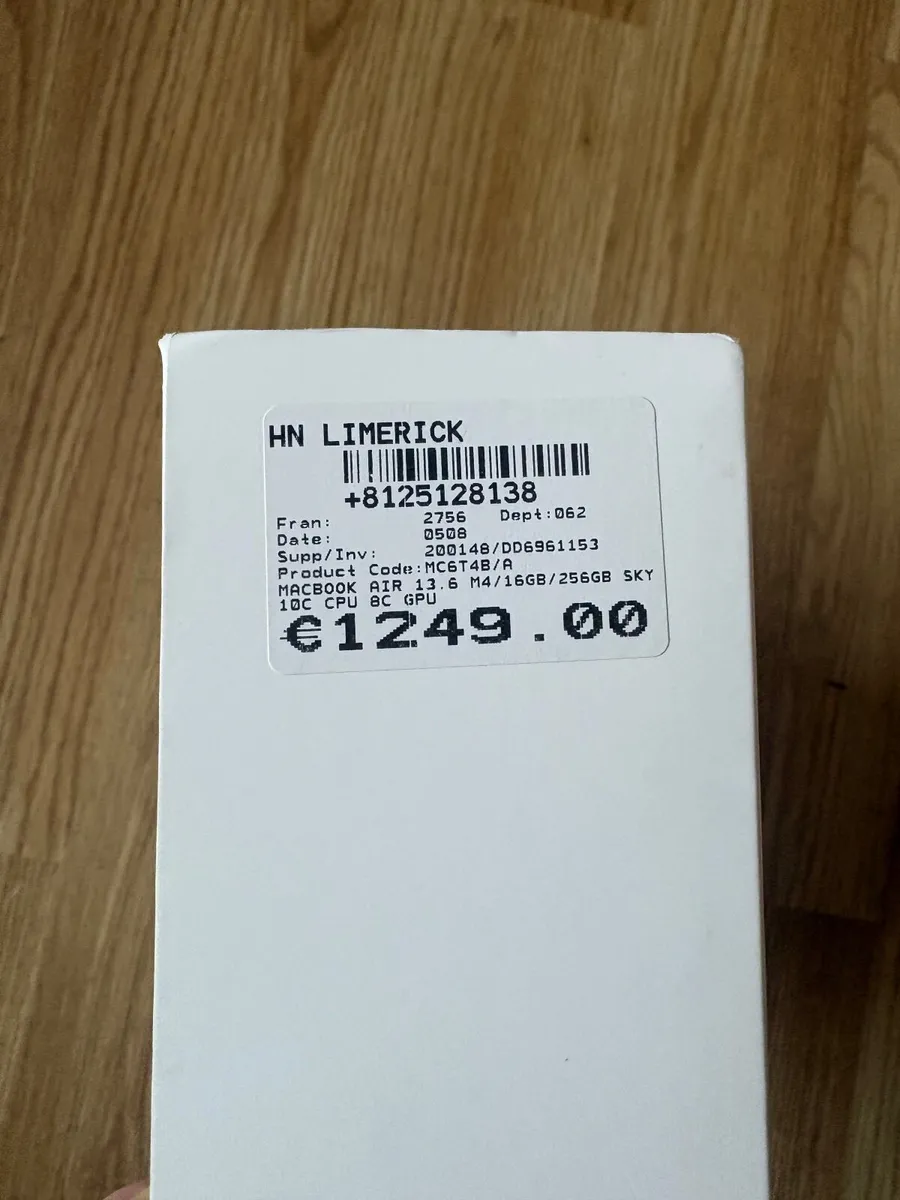 HN LIMERICK
+8125128138
Fran: 2756 Dept:062
Date: 0508
Supp/Inv: 200148/DD6961153
Product Code:MC6T4B/A
MACBOOK AIR 13.6 M4/16GB/256GB SKY
10C CPU 8C GPU
€1249.00